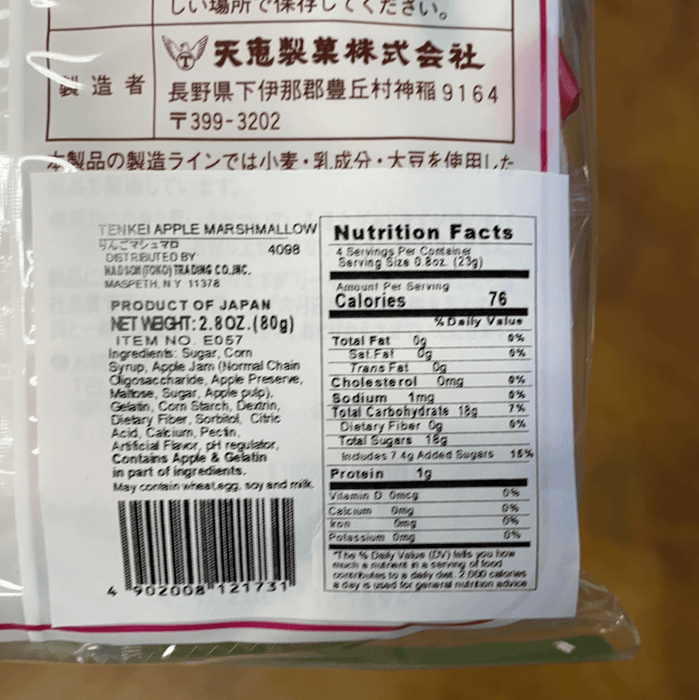 しい場所で保存してください。
製造者
天恵製菓株式会社
長野県下伊那郡豊丘村神稲9164
〒399-3202
本製品の製造ラインでは小麦・乳成分・大豆を使用した
TENKEI APPLE MARSHMALLOW
りんごマシュマロ 4098
DISTRIBUTED BY
TRADING CO.,INC.
MASPETH, NY 11378
PRODUCT OF JAPAN
NET WEIGHT: 2.8OZ.(80g)
ITEM NO. E057
Ingredients: Sugar, Corn
Syrup, Apple Jam (Normal Chain
Oligosaccharide, Apple Preserve,
Maltose, Sugar, Apple pulp),
Gelatin, Corn Starch, Dextrin,
Dietary Fiber, Sorbitol, Citric
Acid, Calcium, Pectin,
Artificial Flavor, pH regulator,
Contains Apple & Gelatin
in part of ingredients.
May contain wheat,egg, soy and milk.
4 902008 121731
Nutrition Facts
4 Servings Per Container
Serving Size 0.8oz. (23g)
Amount Per Serving
Calories 76
% Daily Value
Total Fat 0g 0%
Sat.Fat 0g 0%
Trans Fat 0g
Cholesterol 0mg 0%
Sodium 1mg 0%
Total Carbohydrate 18g 7%
Dietary Fiber 0g 0%
Total Sugars 18g
Includes 7.4g Added Sugars 15%
Protein 1g
Vitamin D 0mcg 0%
Calcium 0mg 0%
Iron 0mg 0%
Potassium 0mg 0%
*The % Daily Value (DV) tells you how
much a nutrient in a serving of food
contributes to a daily diet. 2,000 calories
a day is used for general nutrition advice.